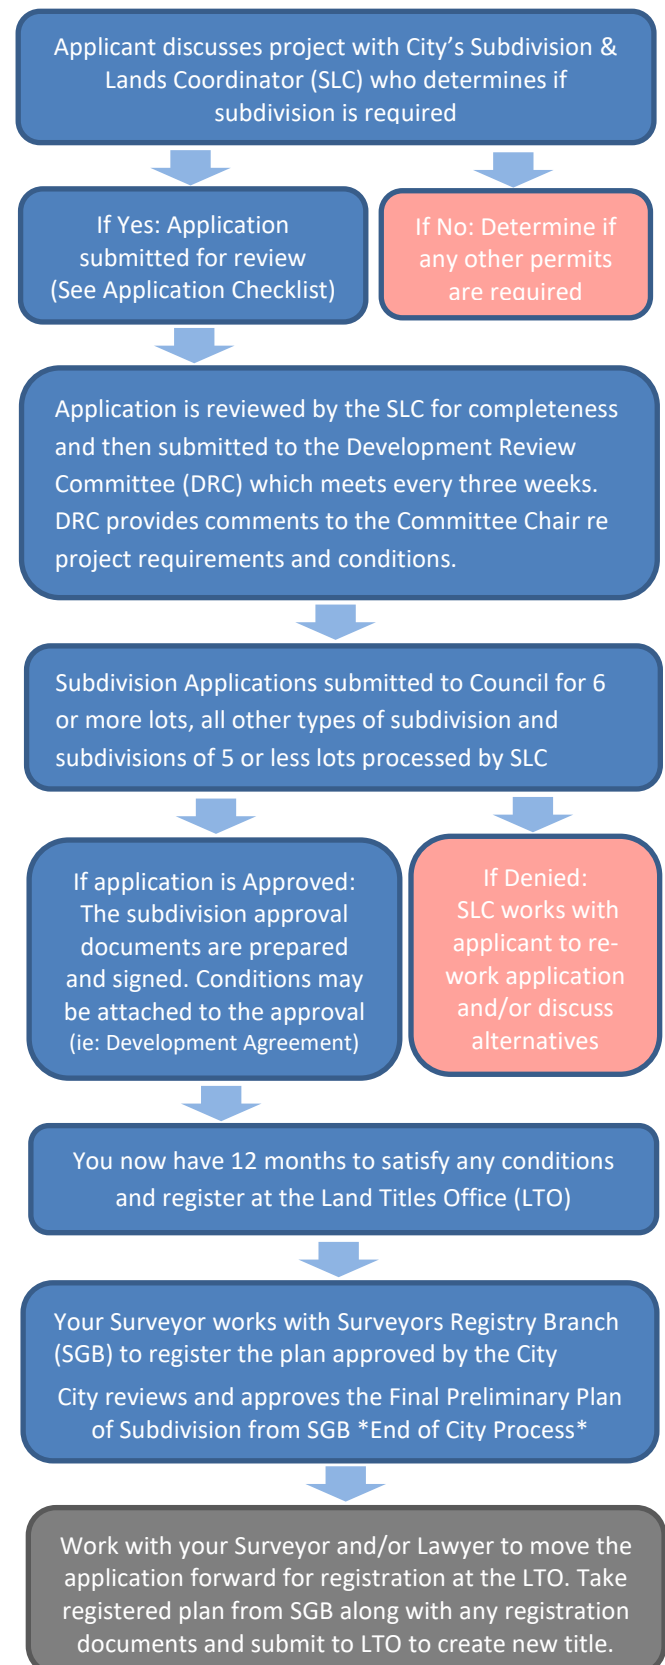 Applicant discusses project with City's Subdivision &
Lands Coordinator (SLC) who determines if
subdivision is required
If Yes: Application
submitted for review
(See Application Checklist)
If No: Determine if
any other permits
are required
Application is reviewed by the SLC for completeness
and then submitted to the Development Review
Committee (DRC) which meets every three weeks.
DRC provides comments to the Committee Chair re
project requirements and conditions.
Subdivision Applications submitted to Council for 6
or more lots, all other types of subdivision and
subdivisions of 5 or less lots processed by SLC
If application is Approved:
The subdivision approval
documents are prepared
and signed. Conditions may
be attached to the approval
(ie: Development Agreement)
If Denied:
SLC works with
applicant to re-
work application
and/or discuss
alternatives
You now have 12 months to satisfy any conditions
and register at the Land Titles Office (LTO)
Your Surveyor works with Surveyors Registry Branch
(SGB) to register the plan approved by the City
City reviews and approves the Final Preliminary Plan
of Subdivision from SGB *End of City Process*
Work with your Surveyor and/or Lawyer to move the
application forward for registration at the LTO. Take
registered plan from SGB along with any registration
documents and submit to LTO to create new title.